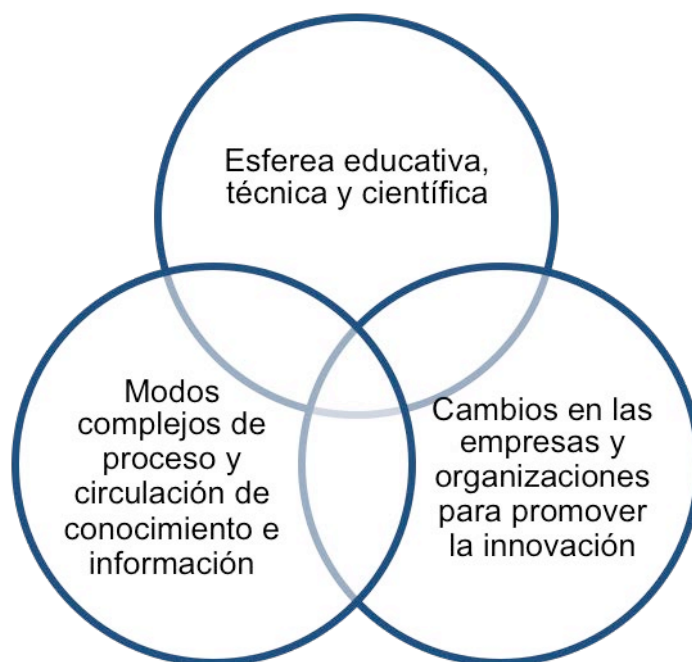 Esferea educativa,
técnica y científica
Modos
complejos de
proceso y
circulación de
conocimiento e
información
Cambios en las
empresas y
organizaciones
para promover
la innovación